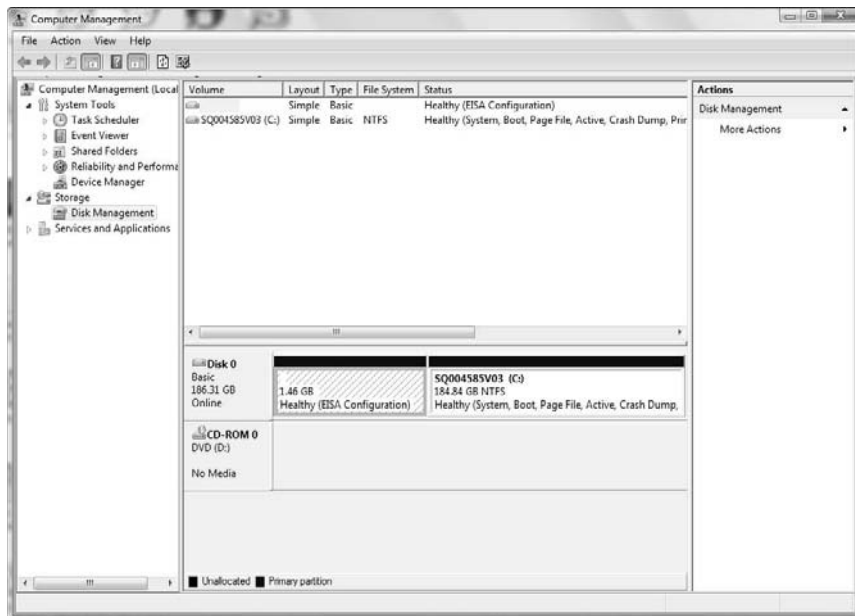 Computer Management
File Action View Help
Computer Management (Local
System Tools
Task Scheduler
Event Viewer
Shared Folders
Reliability and Performa
Device Manager
Storage
Disk Management
Services and Applications
Volume Layout Type File System Status
Simple Basic Healthy (EISA Configuration)
SQ004585V03 (C:) Simple Basic NTFS Healthy (System, Boot, Page File, Active, Crash Dump, Prir
Disk 0
Basic
186.31 GB
Online
1.46 GB
Healthy (EISA Configuration)
SQ004585V03 (C:)
184.84 GB NTFS
Healthy (System, Boot, Page File, Active, Crash Dump,
CD-ROM 0
DVD (D:)
No Media
Unallocated Primary partition
Actions
Disk Management
More Actions